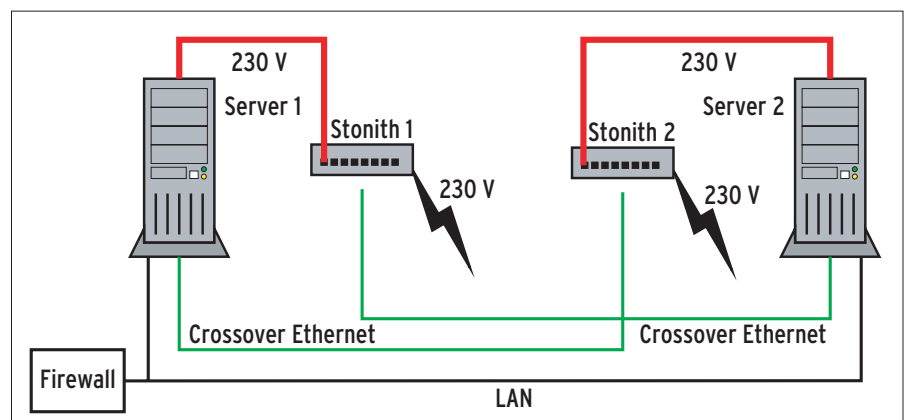 230 V
230 V
Server 1
Server 2
Stonith 1
Stonith 2
230 V
230 V
Crossover Ethernet
Crossover Ethernet
Firewall
LAN